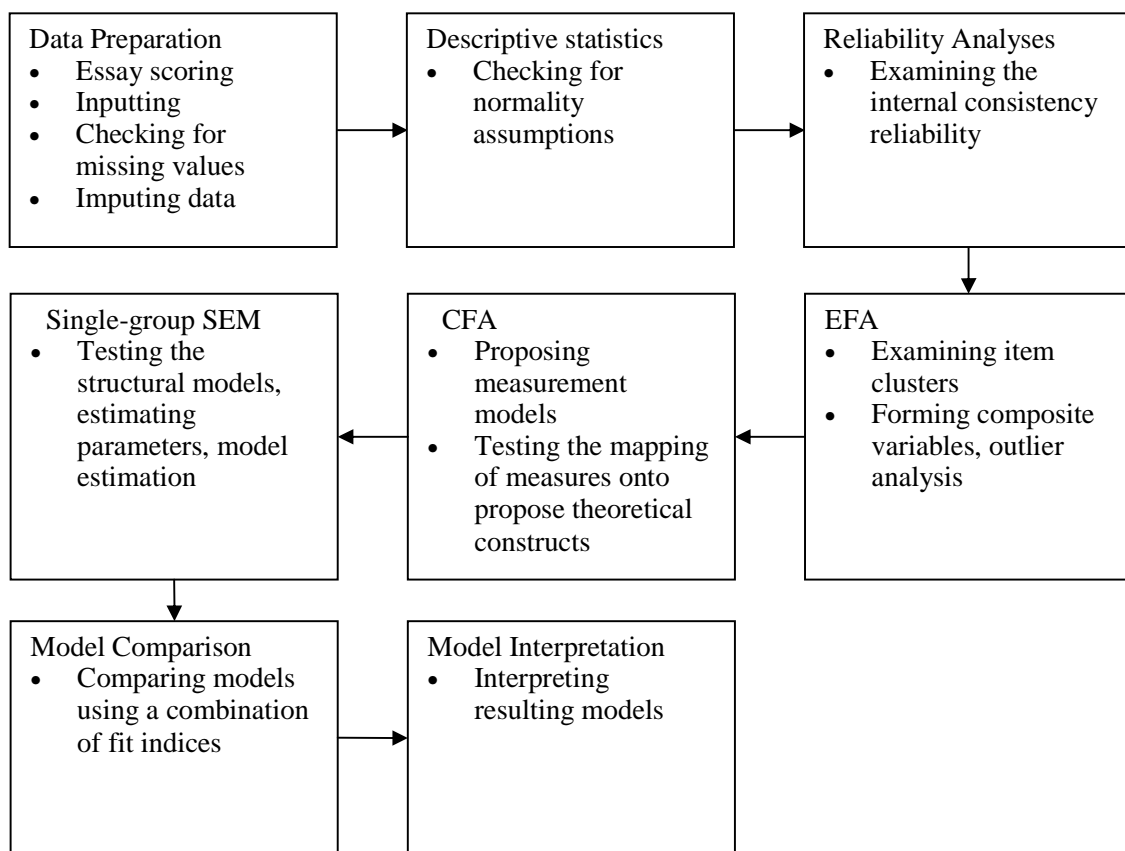 Data Preparation
• Essay scoring
• Inputting
• Checking for
missing values
• Imputing data
Descriptive statistics
• Checking for
normality
assumptions
Reliability Analyses
• Examining the
internal consistency
reliability
EFA
• Examining item
clusters
• Forming composite
variables, outlier
analysis
CFA
• Proposing
measurement
models
• Testing the mapping
of measures onto
propose theoretical
constructs
Single-group SEM
• Testing the
structural models,
estimating
parameters, model
estimation
Model Comparison
• Comparing models
using a combination
of fit indices
Model Interpretation
• Interpreting
resulting models